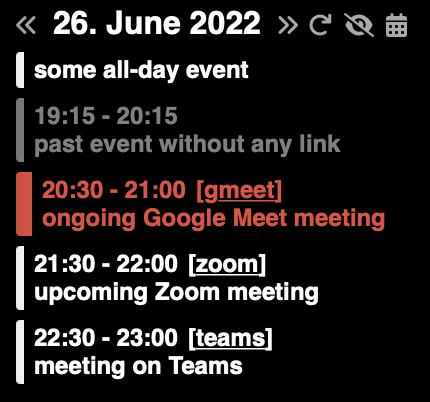 « 26. June 2022 »
some all-day event
19:15 - 20:15
past event without any link
20:30 - 21:00 [gmeet]
ongoing Google Meet meeting
21:30 - 22:00 [zoom]
upcoming Zoom meeting
22:30 - 23:00 [teams]
meeting on Teams